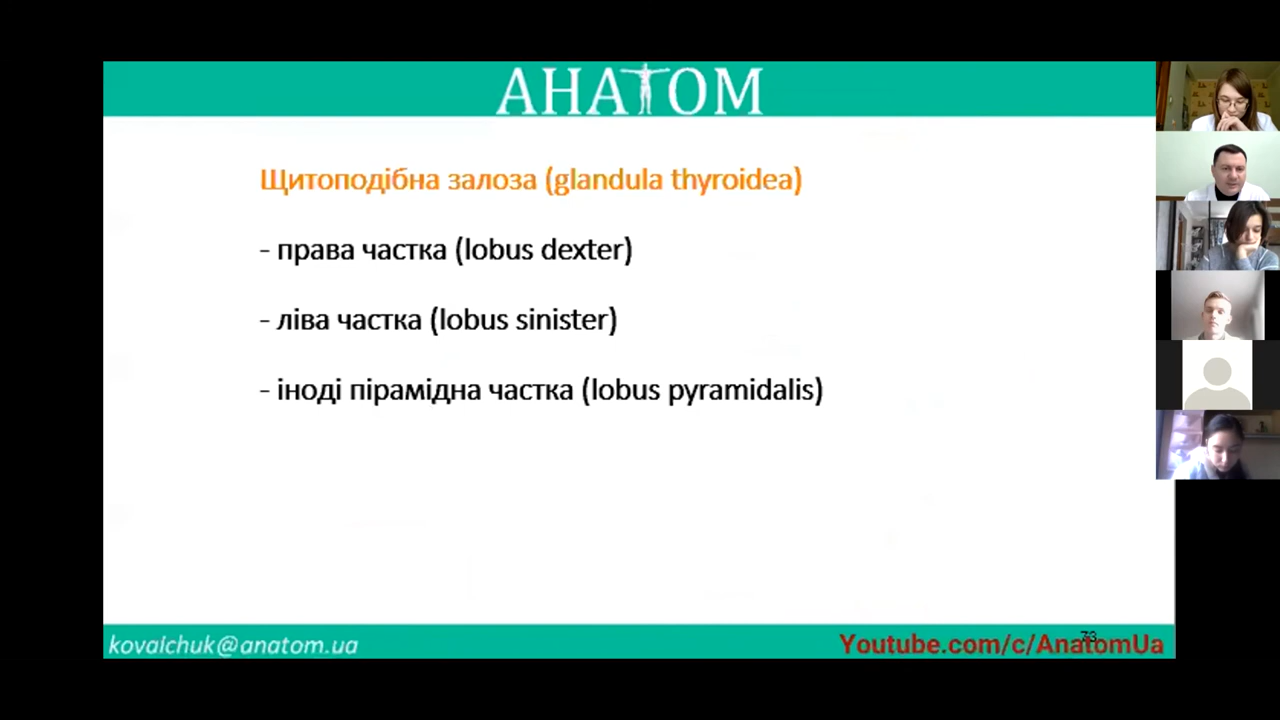 АНАТОМ
Щитоподібна залоза (glandula thyroidea)
- права частка (lobus dexter)
- ліва частка (lobus sinister)
- іноді пірамідна частка (lobus pyramidalis)
kovalchuk@anatom.ua
Youtube.com/c/AnatomUa
73